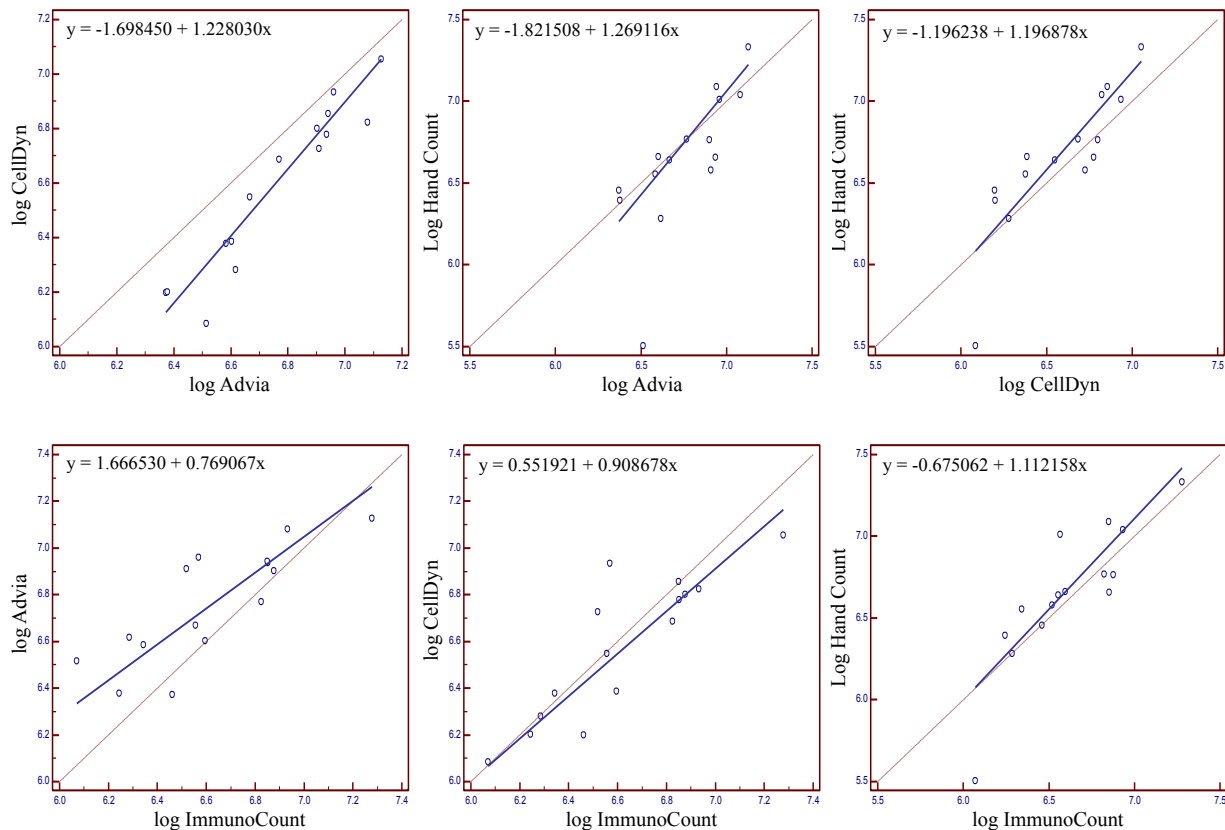 y = -1.698450 + 1.228030x
7.2
7.0
6.8
6.6
6.4
6.2
6.0
log CellDyn
6.0 6.2 6.4 6.6 6.8 7.0 7.2
log Advia
y = -1.821508 + 1.269116x
7.5
7.0
6.5
6.0
5.5
Log Hand Count
5.5 6.0 6.5 7.0 7.5
log Advia
y = -1.196238 + 1.196878x
7.5
7.0
6.5
6.0
5.5
Log Hand Count
5.5 6.0 6.5 7.0 7.5
log CellDyn
y = 1.666530 + 0.769067x
7.4
7.2
7.0
6.8
6.6
6.4
6.2
6.0
log Advia
6.0 6.2 6.4 6.6 6.8 7.0 7.2 7.4
log ImmunoCount
y = 0.551921 + 0.908678x
7.4
7.2
7.0
6.8
6.6
6.4
6.2
6.0
log CellDyn
6.0 6.2 6.4 6.6 6.8 7.0 7.2 7.4
log ImmunoCount
y = -0.675062 + 1.112158x
7.5
7.0
6.5
6.0
5.5
Log Hand Count
5.5 6.0 6.5 7.0 7.5
log ImmunoCount